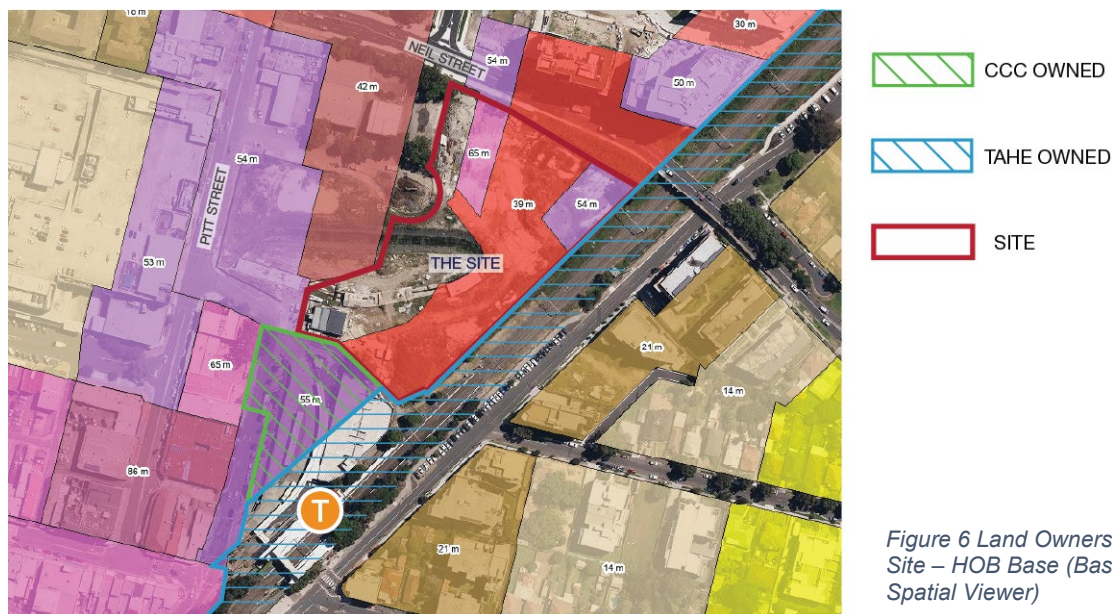 18 m
30 m
NEIL STREET
54 m
50 m
42 m
65 m
54 m
PITT STREET
39 m
54 m
53 m
THE SITE
65 m
55 m
86 m
T
21 m
14 m
21 m
14 m
CCC OWNED
TAHE OWNED
SITE
Figure 6 Land Owners
Site – HOB Base (Bas
Spatial Viewer)